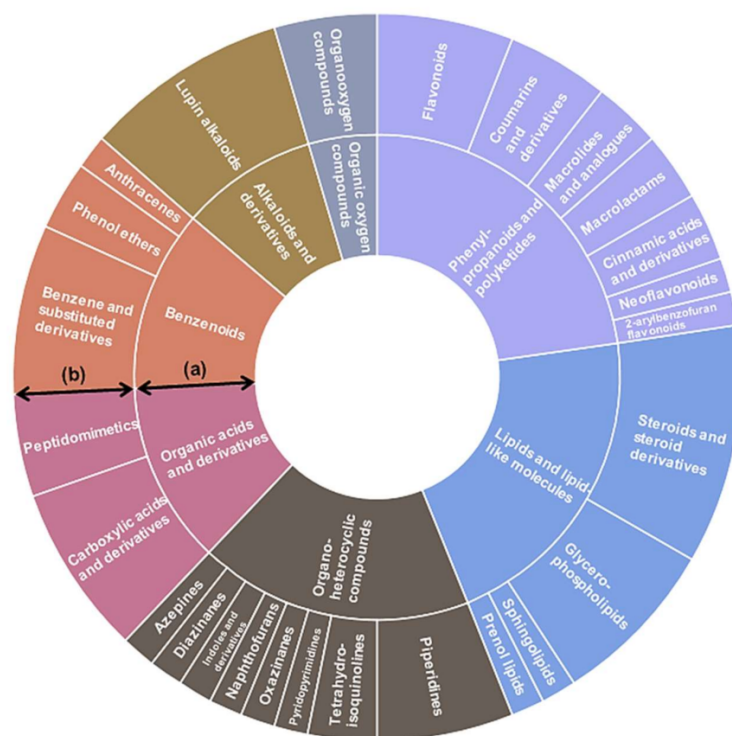 Flavonoids
Coumarins
and
derivatives
Macrolides
and analogues
Macrolactams
Cinnamic acids
and derivatives
Neoflavonoids
2-arylbenzofuran
flavonoids
Phenyl-
propanoids and
polyketides
Steroids and
steroid
derivatives
Glycero-
phospholipids
Sphingolipids
Prenol lipids
Lipids and lipid-
like molecules
Piperidines
Tetrahydro-
isoquinolines
Pyridopyrimidines
Oxazinanes
Naphthofurans
Indoles and
derivatives
Diazinanes
Azepines
Organo-
heterocyclic
compounds
Carboxylic acids
and derivatives
Peptidomimetics
Organic acids
and derivatives
(b)
(a)
Benzene and
substituted
derivatives
Phenol ethers
Anthracenes
Benzenoids
Lupin alkaloids
Alkaloids and
derivatives
Organooxygen
compounds
Organic oxygen
compounds